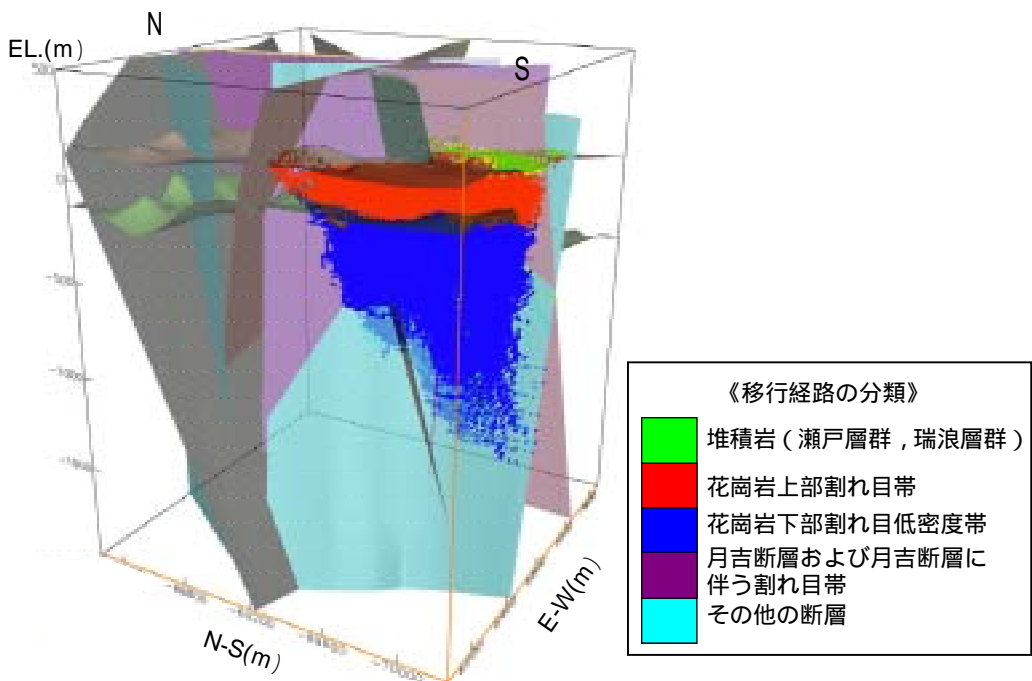 N
EL.(m)
S
《移行経路の分類》
堆積岩（瀬戸層群，瑞浪層群）
花崗岩上部割れ目帯
花崗岩下部割れ目低密度帯
月吉断層および月吉断層に
伴う割れ目帯
その他の断層
E-W(m)
N-S(m)